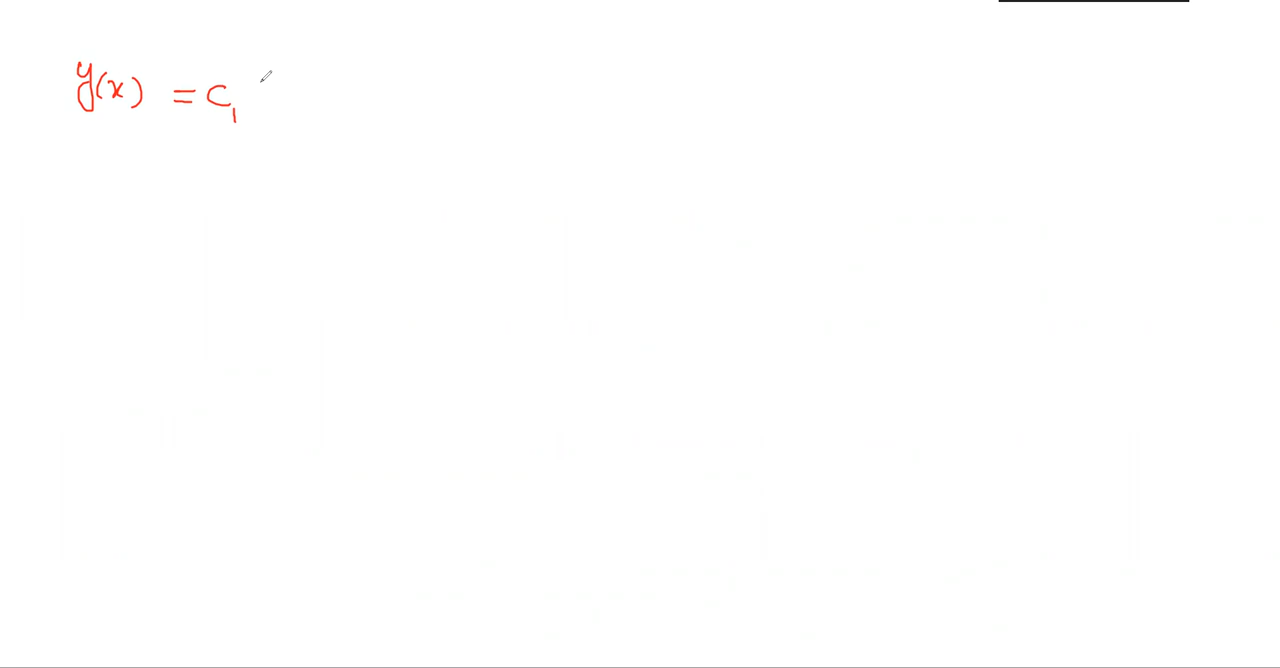 y(x) = C₁